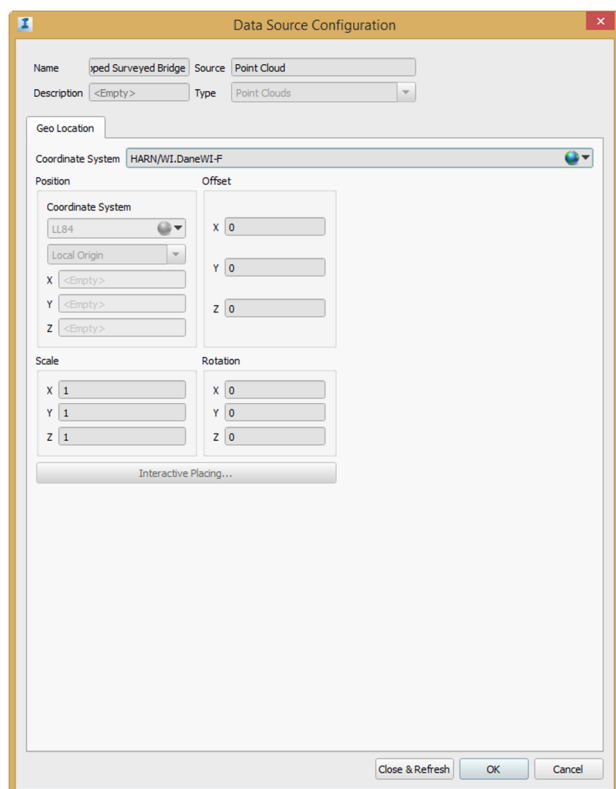 Data Source Configuration
Name pped Surveyed Bridge Source Point Cloud
Description <Empty> Type Point Clouds
Geo Location
Coordinate System HARN/WI.DaneWI-F
Position Offset
Coordinate System
LL84 X 0
Local Origin
X <Empty> Y 0
Y <Empty>
Z <Empty> Z 0
Scale Rotation
X 1 X 0
Y 1 Y 0
Z 1 Z 0
Interactive Placing...
Close & Refresh OK Cancel